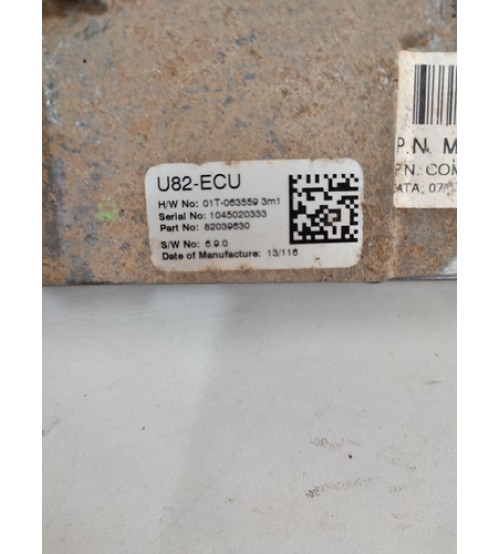 U82-ECU
H/W No: 01T-063559 3m1
Serial No: 1045020333
Part No: 82039630
S/W No: 6.9.0
Date of Manufacture: 13/116
P.N. M
P.N. COM
DATA: 07